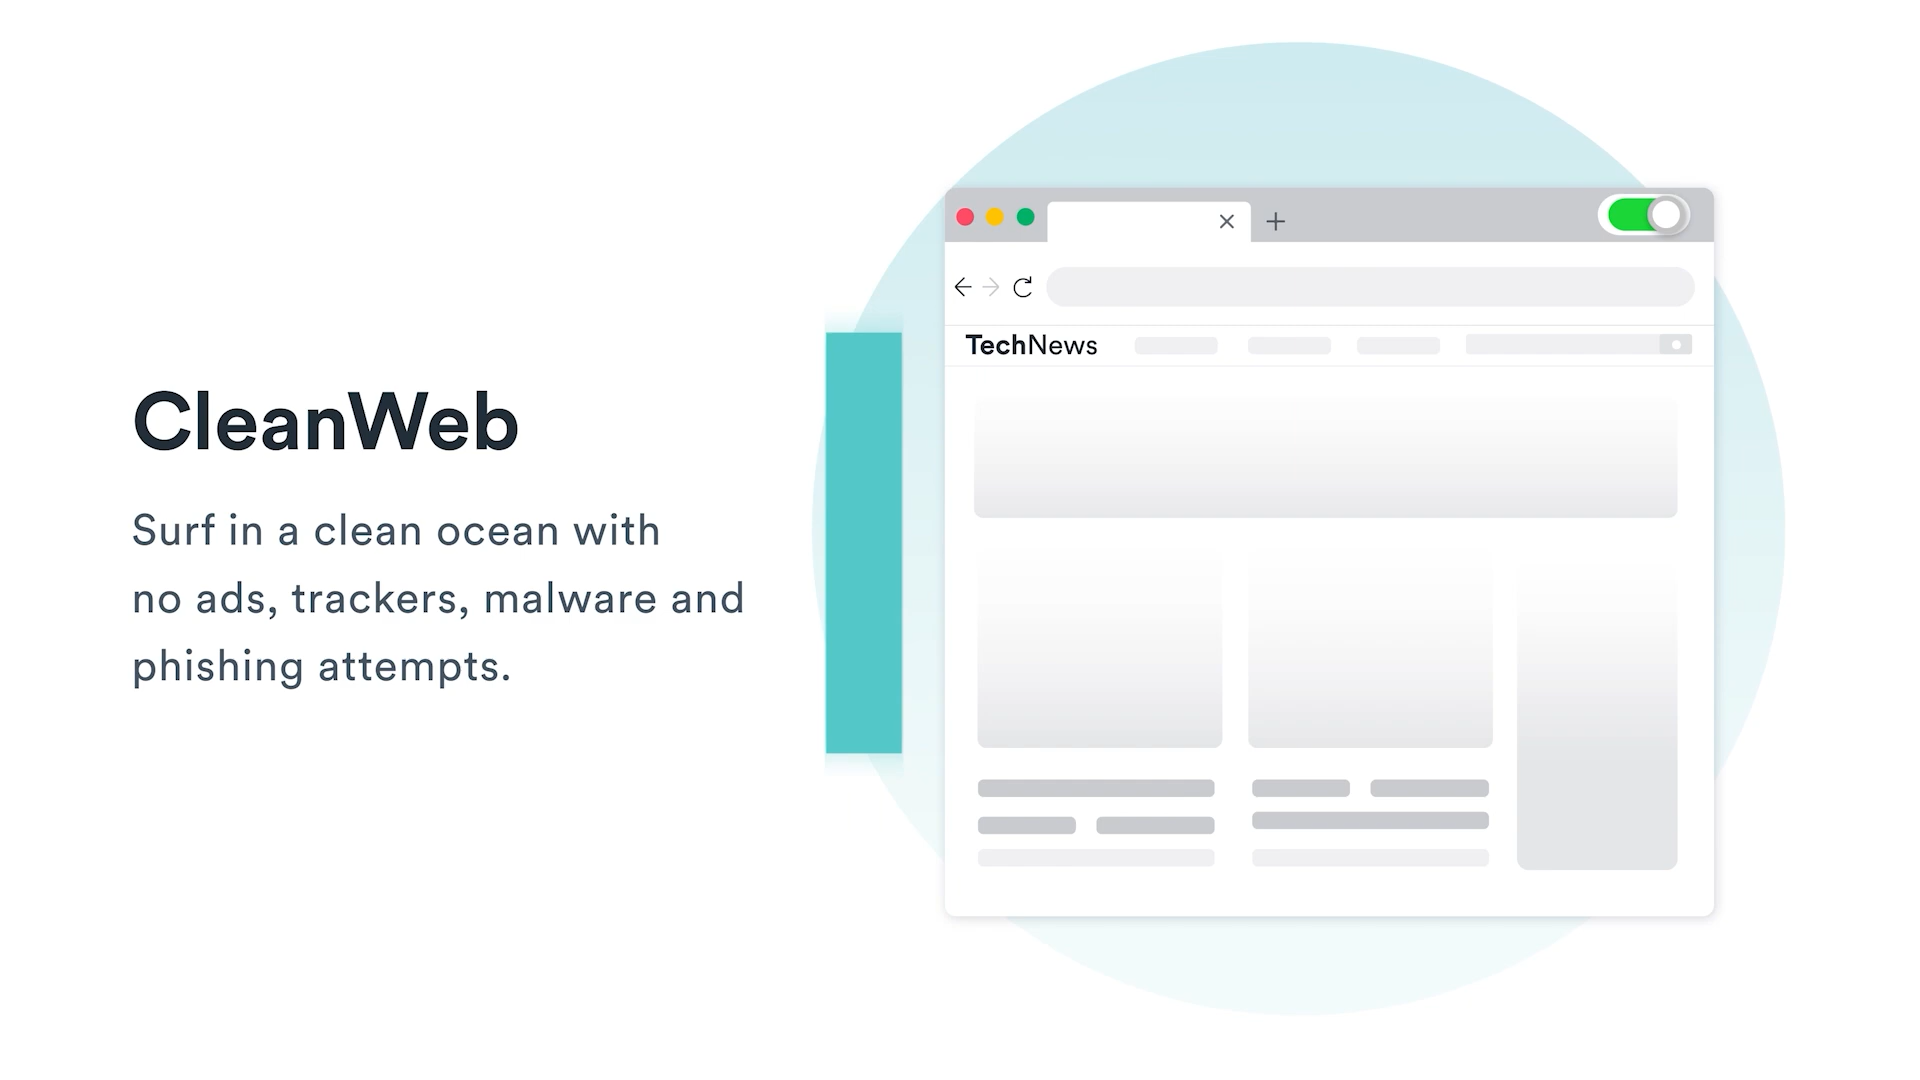 CleanWeb
Surf in a clean ocean with
no ads, trackers, malware and
phishing attempts.
TechNews